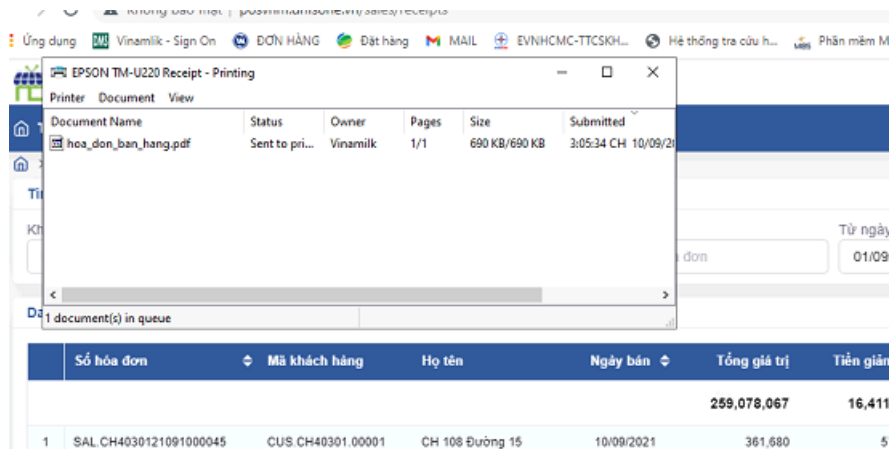 Không bảo mật | posvnm.unisone.vn/sales/receipts
Ứng dụng Vinamlik - Sign On ĐƠN HÀNG Đặt hàng MAIL EVNHCMC-TTCSKH... Hệ thống tra cứu h... Phần mềm M
EPSON TM-U220 Receipt - Printing
Printer Document View
Document Name Status Owner Pages Size Submitted
hoa_don_ban_hang.pdf Sent to pri... Vinamilk 1/1 690 KB/690 KB 3:05:34 CH 10/09/2
Từ ngày
đơn 01/09
1 document(s) in queue
Số hóa đơn Mã khách hàng Họ tên Ngày bán Tổng giá trị Tiền giảm
259,078,067 16,411
1 SAL.CH4030121091000045 CUS.CH40301.00001 CH 108 Đường 15 10/09/2021 361,680 5